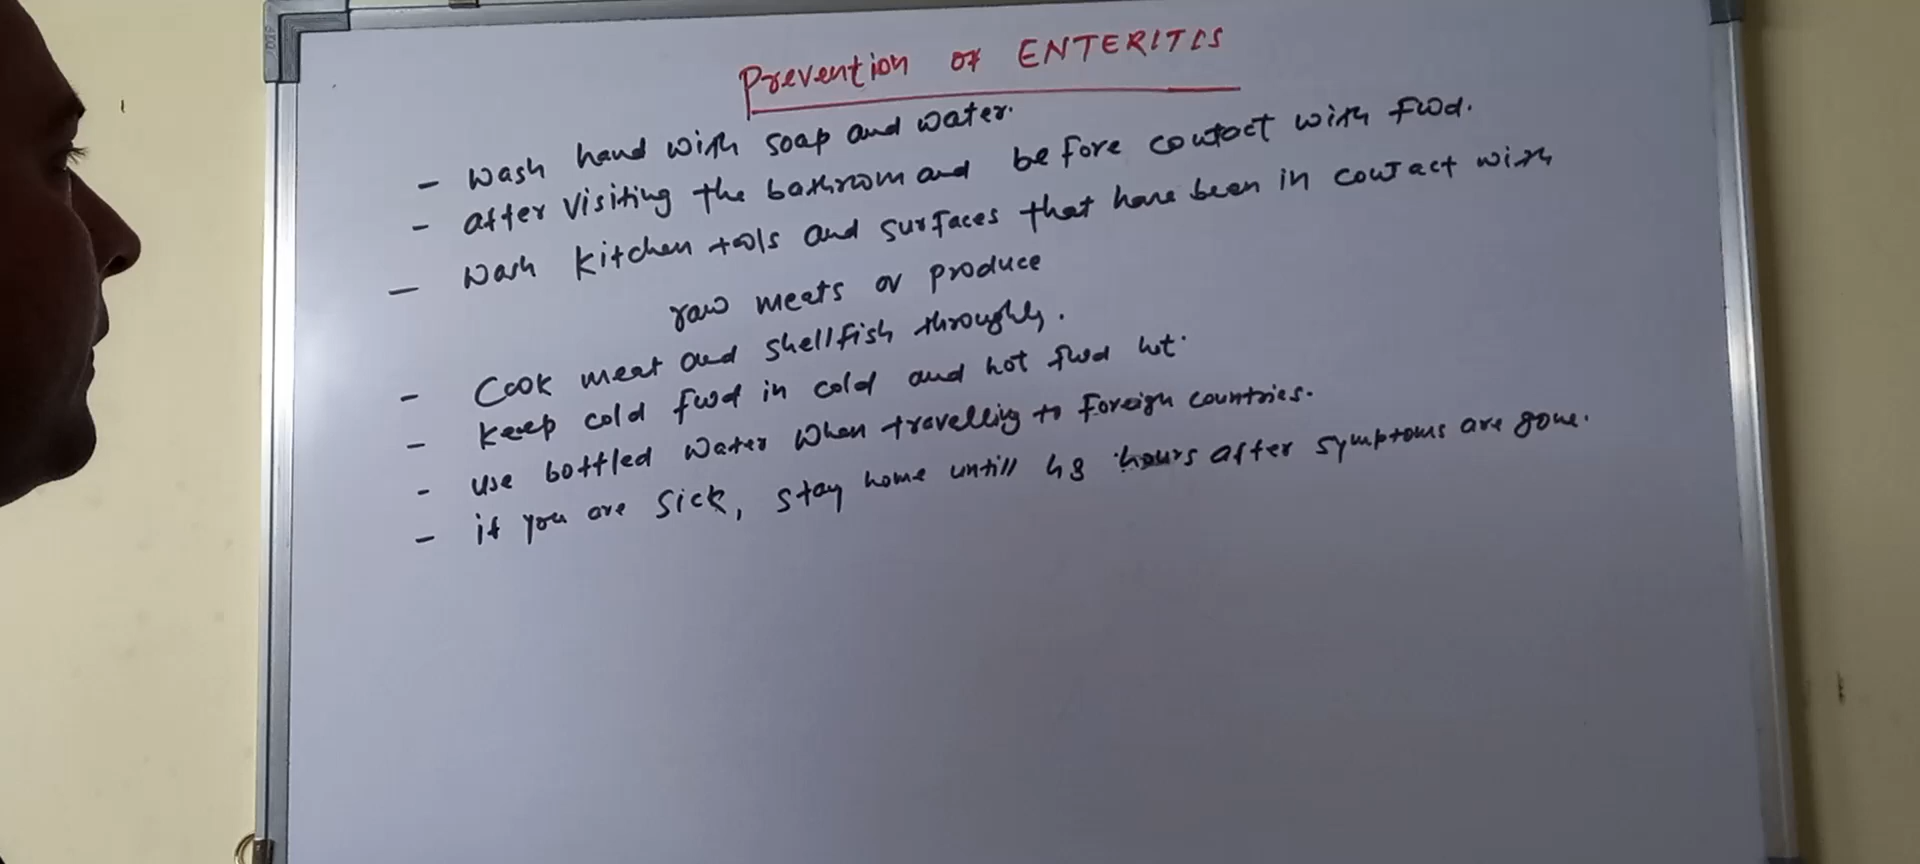 Prevention of ENTERITIS
- wash hand with soap and water.
- after visiting the bathroom and before contact with food.
- wash kitchen tools and surfaces that have been in contact with
raw meats or produce
- Cook meat and shellfish throughly.
- keep cold food in cold and hot food hot.
- use bottled water when travelling to foreign countries.
- if you are sick, stay home untill 48 hours after symptoms are gone.